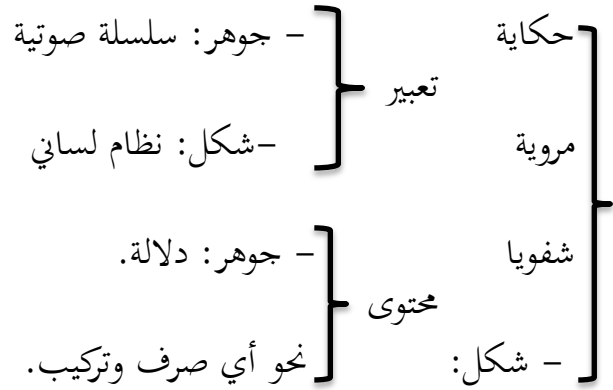 حكاية – جوهر: سلسلة صوتية
تعبير
مروية –شكل: نظام لساني
شفويا – جوهر: دلالة.
محتوى
– شكل: نحو أي صرف وتركيب.